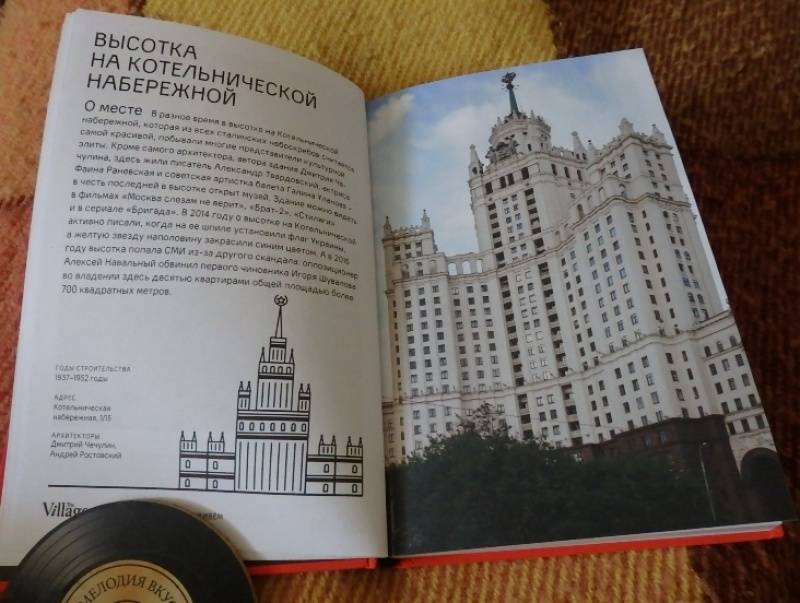 ВЫСОТКА
НА КОТЕЛЬНИЧЕСКОЙ
НАБЕРЕЖНОЙ
О месте В разное время в высотке на Котельнической
набережной, которая из всех сталинских небоскребов считается
самой красивой, побывали многие представители культурной
элиты. Кроме самого архитектора, автора здания Дмитрия Че-
чулина, здесь жили писатель Александр Твардовский, актриса
Фаина Раневская и советская артистка балета Галина Уланова –
в честь последней в высотке открыт музей. Здание можно видеть
в фильмах «Москва слезам не верит», «Брат-2», «Стиляги»
и в сериале «Бригада». В 2014 году о высотке на Котельнической
активно писали, когда на ее шпиле установили флаг Украины,
а желтую звезду наполовину закрасили синим цветом. А в 2015
году высотка попала СМИ из-за другого скандала: оппозиционер
Алексей Навальный обвинил первого чиновника Игоря Шувалова
во владении здесь десятью квартирами общей площадью более
700 квадратных метров.
ГОДЫ СТРОИТЕЛЬСТВА
1937–1952 годы
АДРЕС
Котельническая
набережная, 1/15
АРХИТЕКТОРЫ
Дмитрий Чечулин,
Андрей Ростовский
The
Village
МЕЛОДИЯ ВКУС